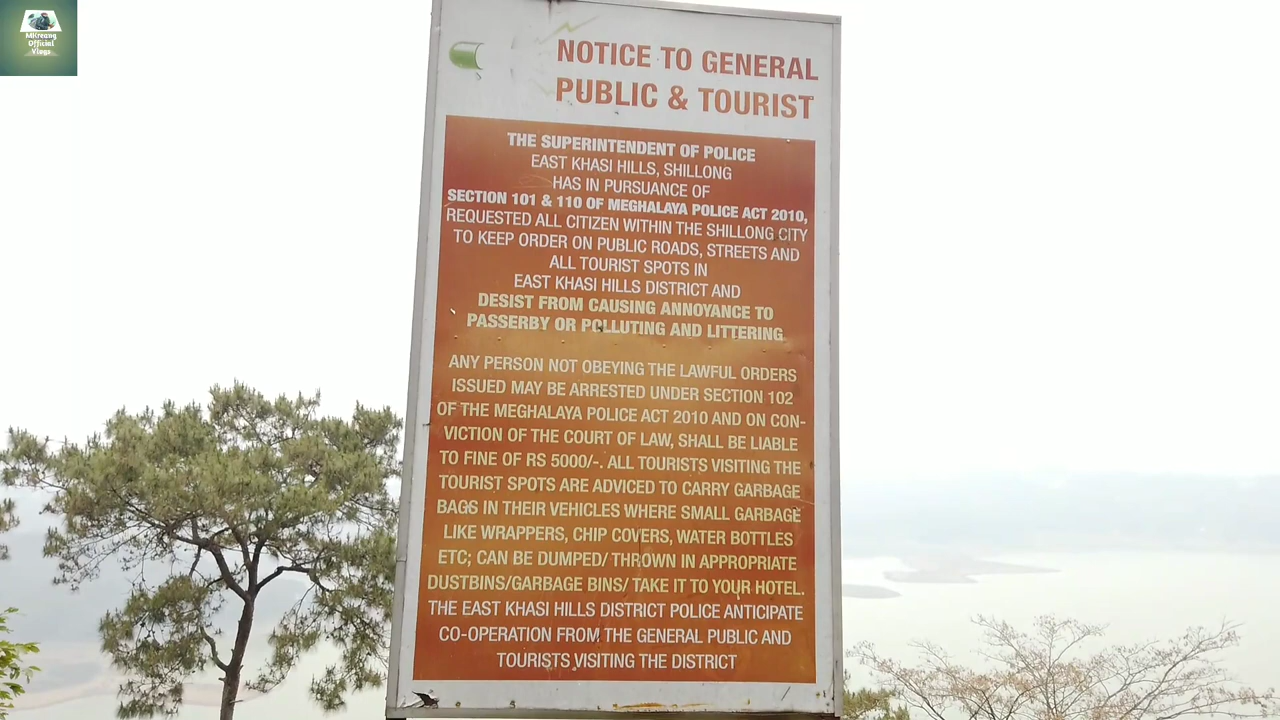 MKreang
Official
Vlogs
NOTICE TO GENERAL
PUBLIC & TOURIST
THE SUPERINTENDENT OF POLICE
EAST KHASI HILLS, SHILLONG
HAS IN PURSUANCE OF
SECTION 101 & 110 OF MEGHALAYA POLICE ACT 2010,
REQUESTED ALL CITIZEN WITHIN THE SHILLONG CITY
TO KEEP ORDER ON PUBLIC ROADS, STREETS AND
ALL TOURIST SPOTS IN
EAST KHASI HILLS DISTRICT AND
DESIST FROM CAUSING ANNOYANCE TO
PASSERBY OR POLLUTING AND LITTERING
ANY PERSON NOT OBEYING THE LAWFUL ORDERS
ISSUED MAY BE ARRESTED UNDER SECTION 102
OF THE MEGHALAYA POLICE ACT 2010 AND ON CON-
VICTION OF THE COURT OF LAW, SHALL BE LIABLE
TO FINE OF RS 5000/-. ALL TOURISTS VISITING THE
TOURIST SPOTS ARE ADVICED TO CARRY GARBAGE
BAGS IN THEIR VEHICLES WHERE SMALL GARBAGE
LIKE WRAPPERS, CHIP COVERS, WATER BOTTLES
ETC; CAN BE DUMPED/ THROWN IN APPROPRIATE
DUSTBINS/GARBAGE BINS/ TAKE IT TO YOUR HOTEL.
THE EAST KHASI HILLS DISTRICT POLICE ANTICIPATE
CO-OPERATION FROM THE GENERAL PUBLIC AND
TOURISTS VISITING THE DISTRICT